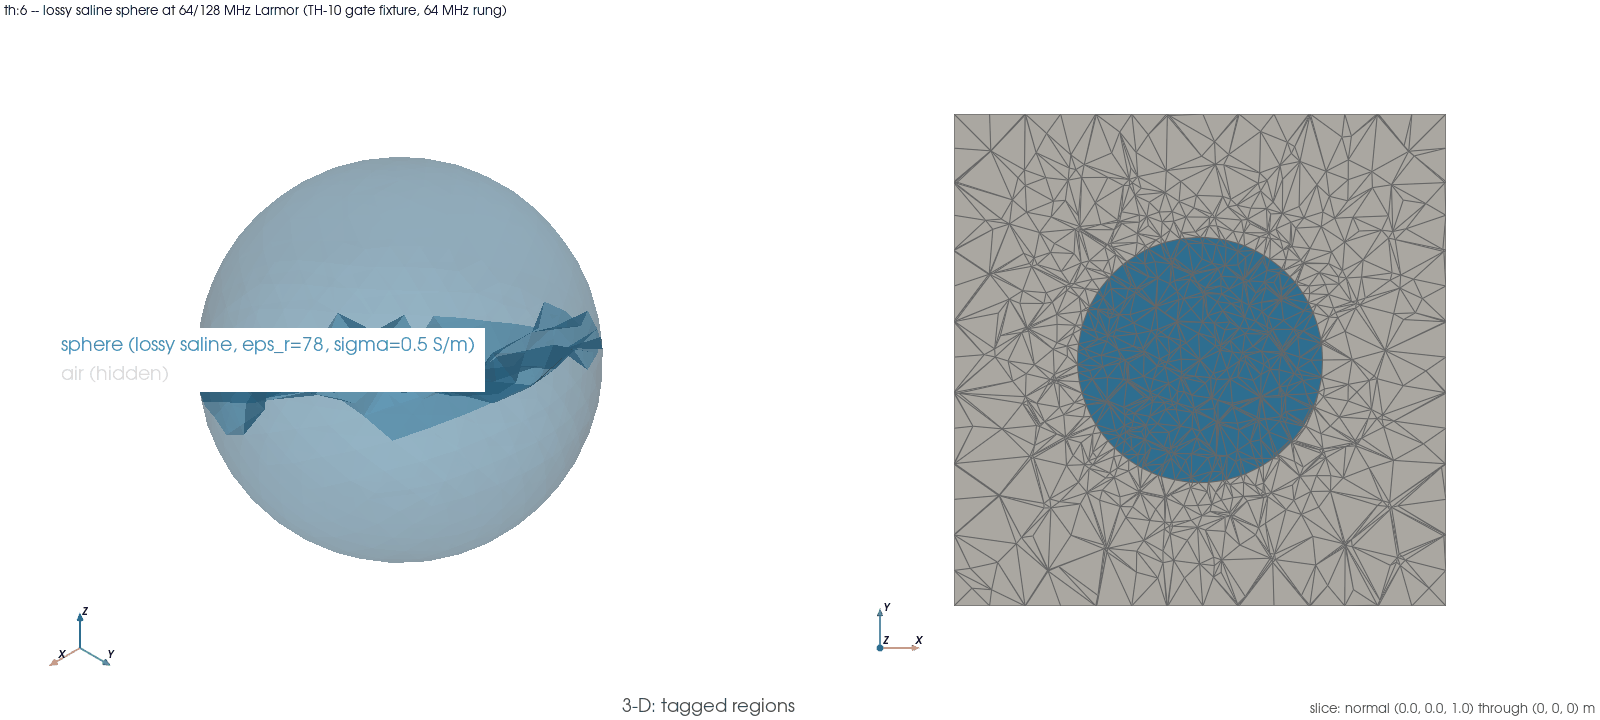 th:6 -- lossy saline sphere at 64/128 MHz Larmor (TH-10 gate fixture, 64 MHz rung)
sphere (lossy saline, eps_r=78, sigma=0.5 S/m)
air (hidden)
Z
X
Y
Y
Z
X
3-D: tagged regions
slice: normal (0.0, 0.0, 1.0) through (0, 0, 0) m